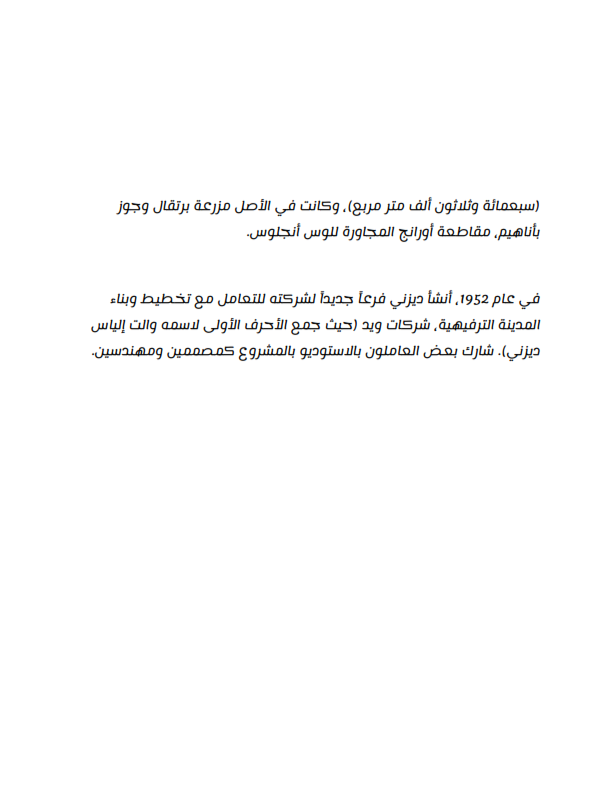 (سبعمائة وثلاثون ألف متر مربع)، وكانت في الأصل مزرعة برتقال وجوز
بأناهيم، مقاطعة أورانج المجاورة للوس أنجلوس.
في عام 1952، أنشأ ديزني فرعاً جديداً لشركته للتعامل مع تخطيط وبناء
المدينة الترفيهية، شركات ويد (حيث جمع الأحرف الأولى لاسمه والت إلياس
ديزني). شارك بعض العاملون بالاستوديو بالمشروع كمصممين ومهندسين.